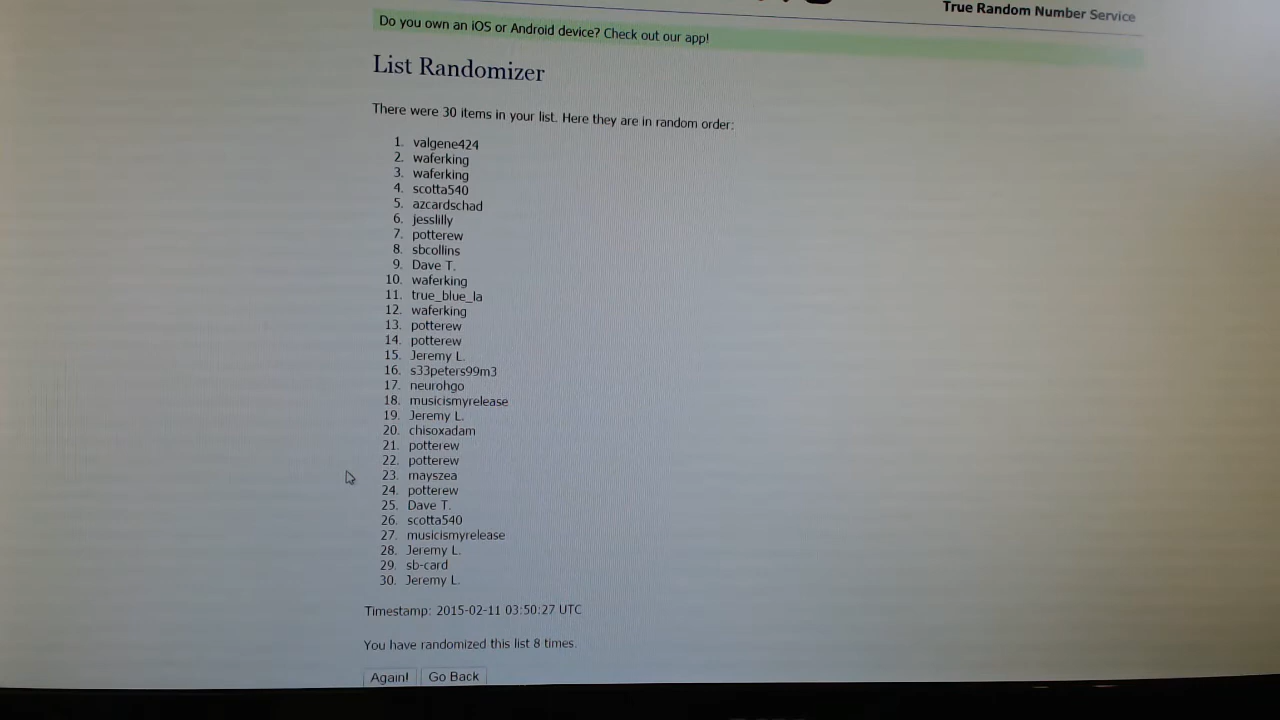 True Random Number Service
Do you own an iOS or Android device? Check out our app!
List Randomizer
There were 30 items in your list. Here they are in random order:
1. valgene424
2. waferking
3. waferking
4. scotta540
5. azcardschad
6. jesslilly
7. potterew
8. sbcollins
9. Dave T.
10. waferking
11. true_blue_la
12. waferking
13. potterew
14. potterew
15. Jeremy L.
16. s33peters99m3
17. neurohgo
18. musicismyrelease
19. Jeremy L.
20. chisoxadam
21. potterew
22. potterew
23. mayszea
24. potterew
25. Dave T.
26. scotta540
27. musicismyrelease
28. Jeremy L.
29. sb-card
30. Jeremy L.
Timestamp: 2015-02-11 03:50:27 UTC
You have randomized this list 8 times.
Again! Go Back